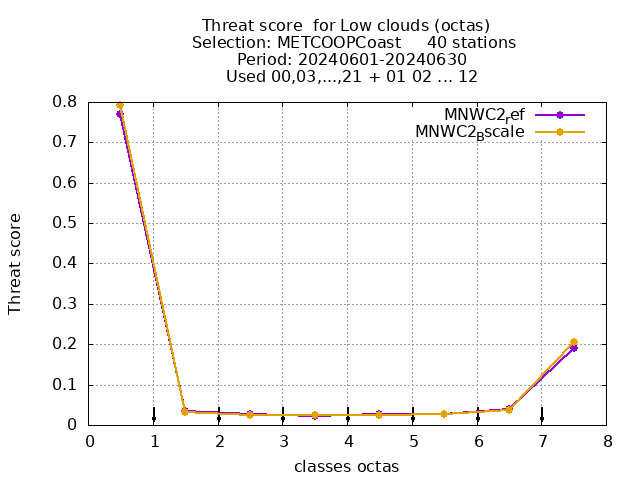 Threat score  for Low clouds (octas)
Selection: METCOOPCoast     40 stations
Period: 20240601-20240630
Used 00,03,...,21 + 01 02 ... 12
MNWC2_ref
MNWC2_Bscale
0.8
0.7
0.6
0.5
0.4
0.3
0.2
0.1
0
Threat score
0 1 2 3 4 5 6 7 8
classes octas